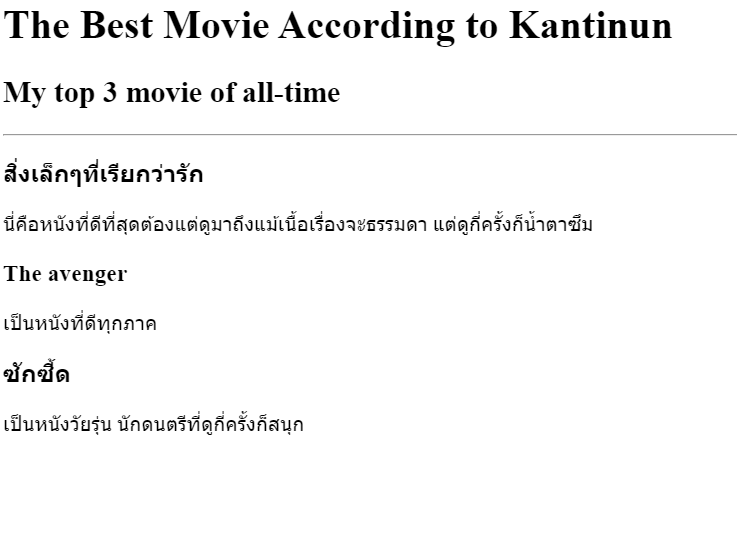 The Best Movie According to Kantinun
My top 3 movie of all-time
สิ่งเล็กๆที่เรียกว่ารัก
นี่คือหนังที่ดีที่สุดต้องแต่ดูมาถึงแม้เนื้อเรื่องจะธรรมดา แต่ดูกี่ครั้งก็น้ำตาซึม
The avenger
เป็นหนังที่ดีทุกภาค
ซักซี้ด
เป็นหนังวัยรุ่น นักดนตรีที่ดูกี่ครั้งก็สนุก